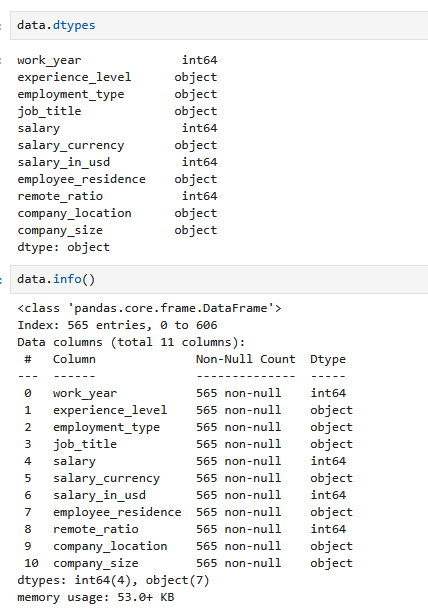 data.dtypes
work_year int64
experience_level object
employment_type object
job_title object
salary int64
salary_currency object
salary_in_usd int64
employee_residence object
remote_ratio int64
company_location object
company_size object
dtype: object
data.info()
<class 'pandas.core.frame.DataFrame'>
Index: 565 entries, 0 to 606
Data columns (total 11 columns):
# Column Non-Null Count Dtype
--- ------ -------------- -----
0 work_year 565 non-null int64
1 experience_level 565 non-null object
2 employment_type 565 non-null object
3 job_title 565 non-null object
4 salary 565 non-null int64
5 salary_currency 565 non-null object
6 salary_in_usd 565 non-null int64
7 employee_residence 565 non-null object
8 remote_ratio 565 non-null int64
9 company_location 565 non-null object
10 company_size 565 non-null object
dtypes: int64(4), object(7)
memory usage: 53.0+ KB